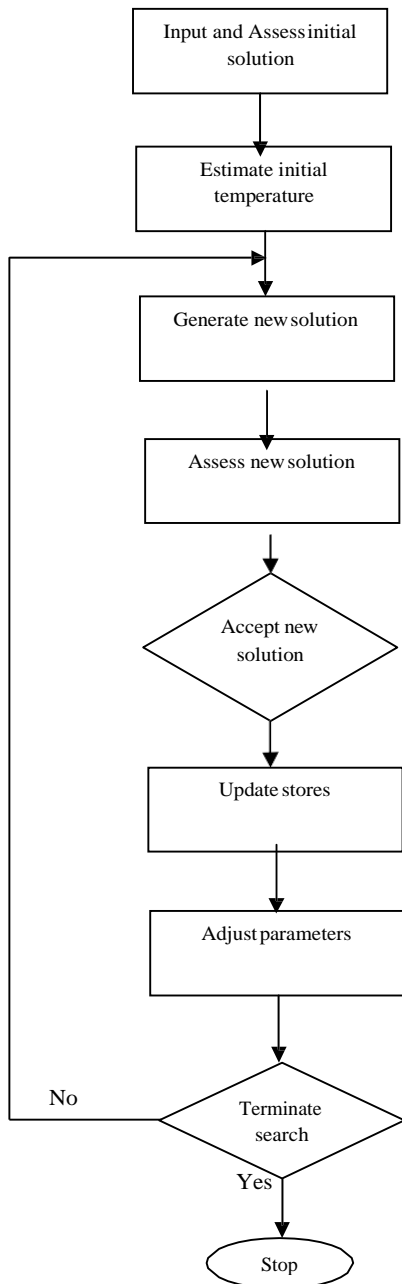 Input and Assess initial
solution
Estimate initial
temperature
Generate new solution
Assess new solution
Accept new
solution
Update stores
Adjust parameters
No
Terminate
search
Yes
Stop